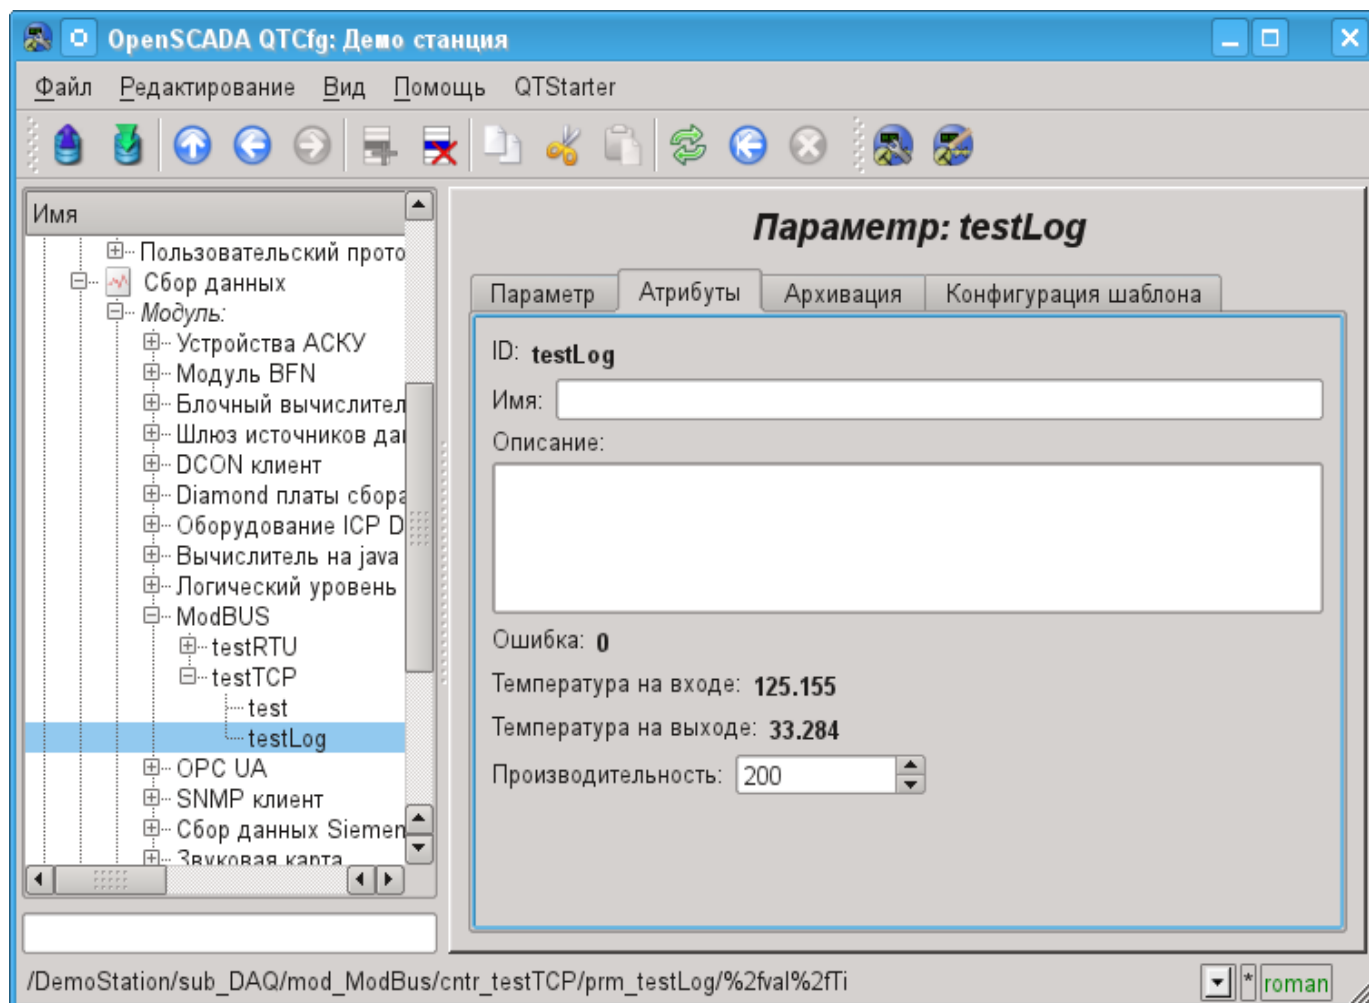 OpenSCADA QTCfg: Демо станция
Файл Редактирование Вид Помощь QTStarter
Имя
Пользовательский прото
Сбор данных
Модуль:
Устройства АСКУ
Модуль BFN
Блочный вычислител
Шлюз источников да
DCON клиент
Diamond платы сбора
Оборудование ICP D
Вычислитель на java
Логический уровень
ModBUS
testRTU
testTCP
test
testLog
OPC UA
SNMP клиент
Сбор данных Siemen
Звуковая карта
Параметр: testLog
Параметр Атрибуты Архивация Конфигурация шаблона
ID: testLog
Имя:
Описание:
Ошибка: 0
Температура на входе: 125.155
Температура на выходе: 33.284
Производительность: 200
/DemoStation/sub_DAQ/mod_ModBus/cntr_testTCP/prm_testLog/%2fval%2fTi
* roman